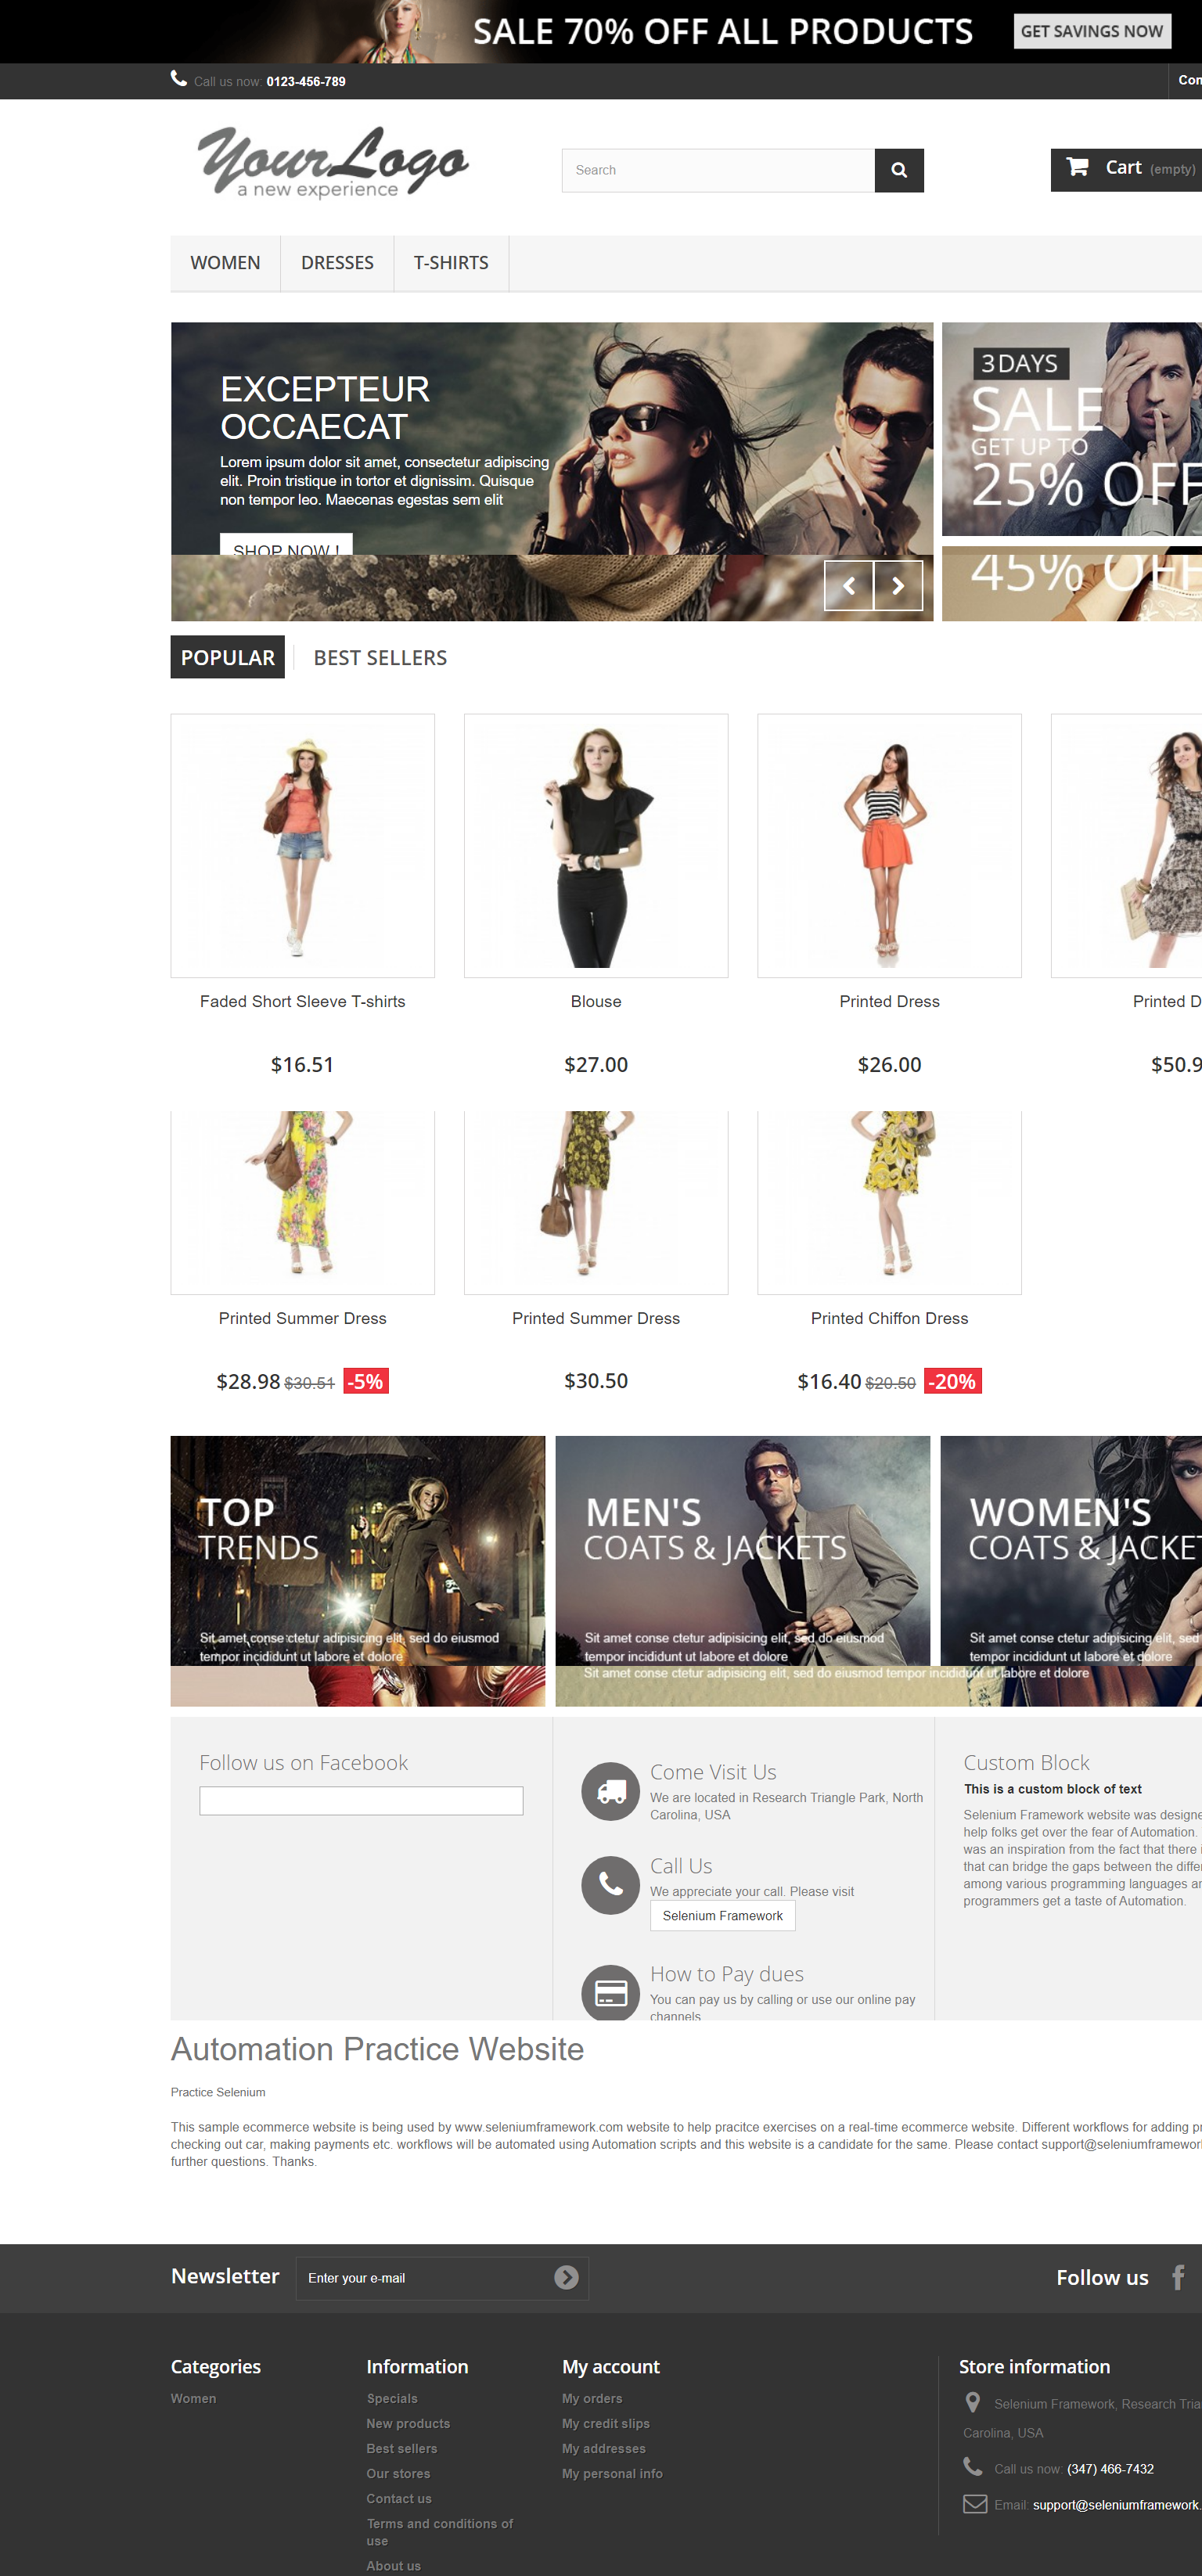 SALE 70% OFF ALL PRODUCTS
GET SAVINGS NOW
Call us now: 0123-456-789
YourLogo
a new experience
Search
Cart (empty)
WOMEN
DRESSES
T-SHIRTS
EXCEPTEUR
OCCAECAT
Lorem ipsum dolor sit amet, consectetur adipiscing
elit. Proin tristique in tortor et dignissim. Quisque
non tempor leo. Maecenas egestas sem elit
SHOP NOW !
3 DAYS
SALE
GET UP TO
25% OFF
45% OFF
POPULAR
BEST SELLERS
Faded Short Sleeve T-shirts
$16.51
Blouse
$27.00
Printed Dress
$26.00
Printed D
$50.9
Printed Summer Dress
$28.98 $30.51 -5%
Printed Summer Dress
$30.50
Printed Chiffon Dress
$16.40 $20.50 -20%
TOP
TRENDS
Sit amet conse ctetur adipisicing elit, sed do eiusmod
tempor incididunt ut labore et dolore
MEN'S
COATS & JACKETS
Sit amet conse ctetur adipisicing elit, sed do eiusmod
tempor incididunt ut labore et dolore
WOMEN'S
COATS & JACKE
Sit amet conse ctetur adipisicing elit, sed
tempor incididunt ut labore et dolore
Sit amet conse ctetur adipisicing elit, sed do eiusmod tempor incididunt ut labore et dolore
Follow us on Facebook
Come Visit Us
We are located in Research Triangle Park, North
Carolina, USA
Call Us
We appreciate your call. Please visit
Selenium Framework
How to Pay dues
You can pay us by calling or use our online pay
channels
Custom Block
This is a custom block of text
Selenium Framework website was designe
help folks get over the fear of Automation.
was an inspiration from the fact that there i
that can bridge the gaps between the diffe
among various programming languages a
programmers get a taste of Automation.
Automation Practice Website
Practice Selenium
This sample ecommerce website is being used by www.seleniumframework.com website to help pracitce exercises on a real-time ecommerce website. Different workflows for adding p
checking out car, making payments etc. workflows will be automated using Automation scripts and this website is a candidate for the same. Please contact support@seleniumframewor
further questions. Thanks.
Newsletter
Enter your e-mail
Follow us
Categories
Women
Information
Specials
New products
Best sellers
Our stores
Contact us
Terms and conditions of
use
About us
My account
My orders
My credit slips
My addresses
My personal info
Store information
Selenium Framework, Research Tria
Carolina, USA
Call us now: (347) 466-7432
Email: support@seleniumframework.